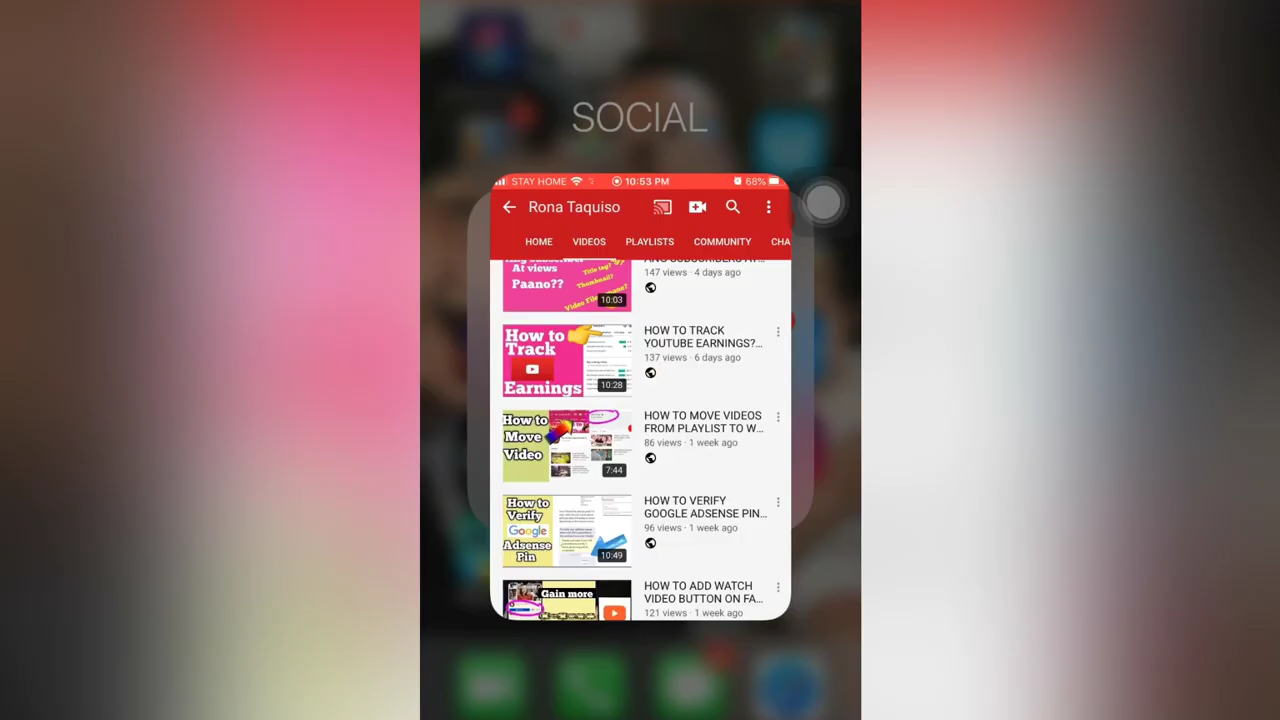 SOCIAL
STAY HOME 10:53 PM 68%
Rona Taquiso
HOME VIDEOS PLAYLISTS COMMUNITY CHA
At views
Paano??
Title tag?
Thumbnail?
10:03
147 views · 4 days ago
How to
Track
Earnings
10:28
HOW TO TRACK
YOUTUBE EARNINGS?...
137 views · 6 days ago
How to
Move
Video
7:44
HOW TO MOVE VIDEOS
FROM PLAYLIST TO W...
86 views · 1 week ago
How to
Verify
Google
Adsense
Pin
10:49
HOW TO VERIFY
GOOGLE ADSENSE PIN...
96 views · 1 week ago
Gain more
HOW TO ADD WATCH
VIDEO BUTTON ON FA...
121 views · 1 week ago